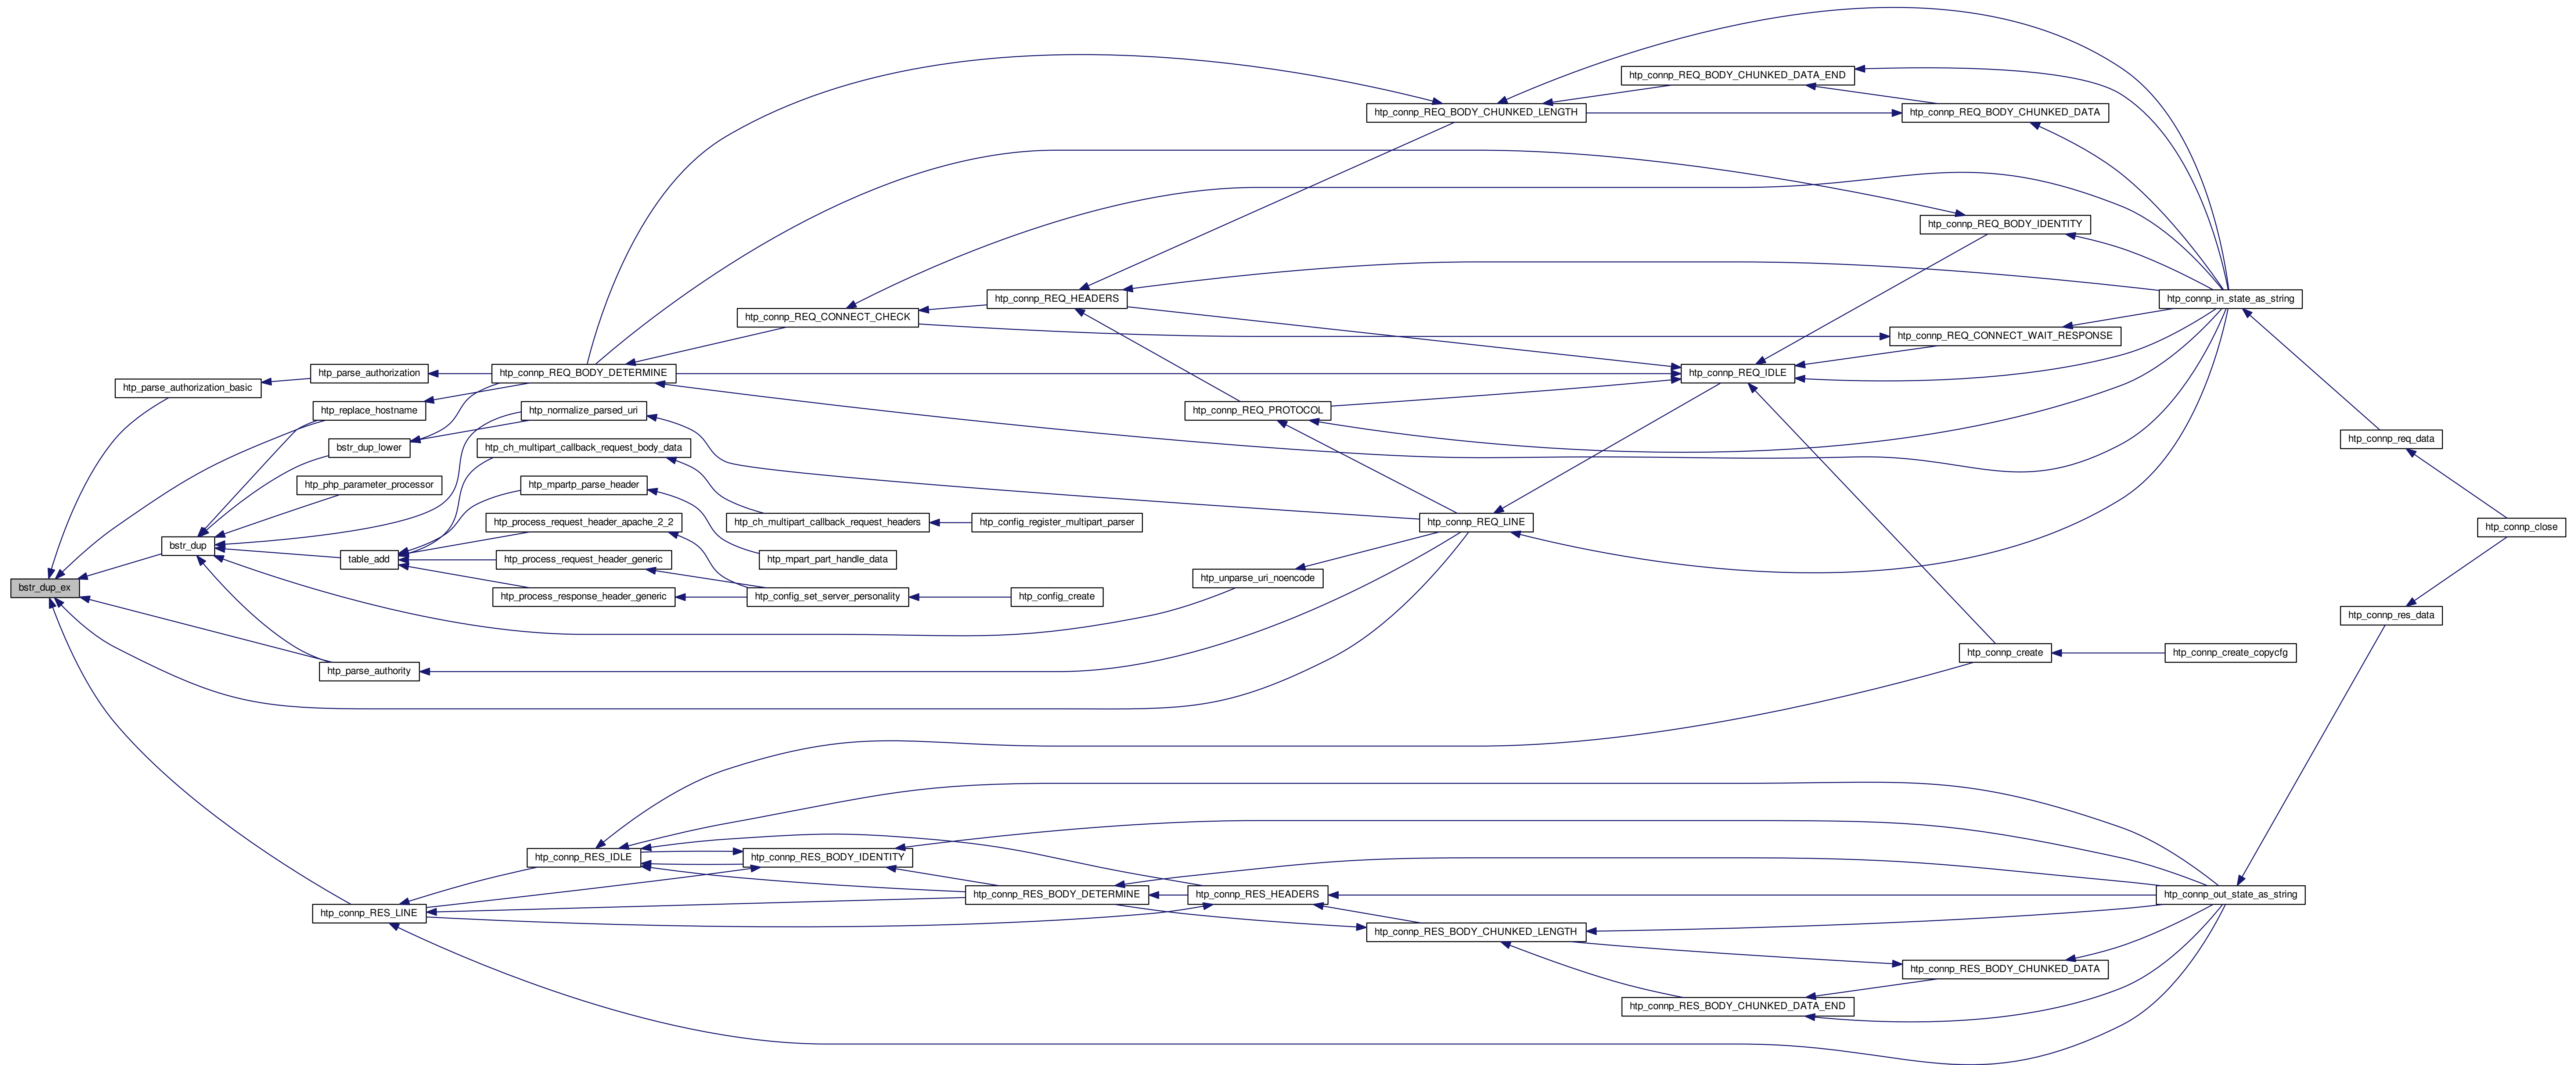 htp_connp_REQ_BODY_CHUNKED_DATA_END
htp_connp_REQ_BODY_CHUNKED_LENGTH
htp_connp_REQ_BODY_CHUNKED_DATA
htp_connp_REQ_BODY_IDENTITY
htp_connp_REQ_HEADERS
htp_connp_in_state_as_string
htp_connp_REQ_CONNECT_CHECK
htp_connp_REQ_CONNECT_WAIT_RESPONSE
htp_parse_authorization
htp_connp_REQ_BODY_DETERMINE
htp_connp_REQ_IDLE
htp_parse_authorization_basic
htp_replace_hostname
htp_normalize_parsed_uri
htp_connp_REQ_PROTOCOL
htp_connp_req_data
bstr_dup_lower
htp_ch_multipart_callback_request_body_data
htp_php_parameter_processor
htp_mpartp_parse_header
htp_process_request_header_apache_2_2
htp_ch_multipart_callback_request_headers
htp_config_register_multipart_parser
htp_connp_REQ_LINE
htp_connp_close
bstr_dup
table_add
htp_process_request_header_generic
htp_mpart_part_handle_data
htp_unparse_uri_noencode
bstr_dup_ex
htp_process_response_header_generic
htp_config_set_server_personality
htp_config_create
htp_connp_res_data
htp_connp_create
htp_connp_create_copycfg
htp_parse_authority
htp_connp_RES_IDLE
htp_connp_RES_BODY_IDENTITY
htp_connp_RES_BODY_DETERMINE
htp_connp_RES_HEADERS
htp_connp_out_state_as_string
htp_connp_RES_LINE
htp_connp_RES_BODY_CHUNKED_LENGTH
htp_connp_RES_BODY_CHUNKED_DATA
htp_connp_RES_BODY_CHUNKED_DATA_END